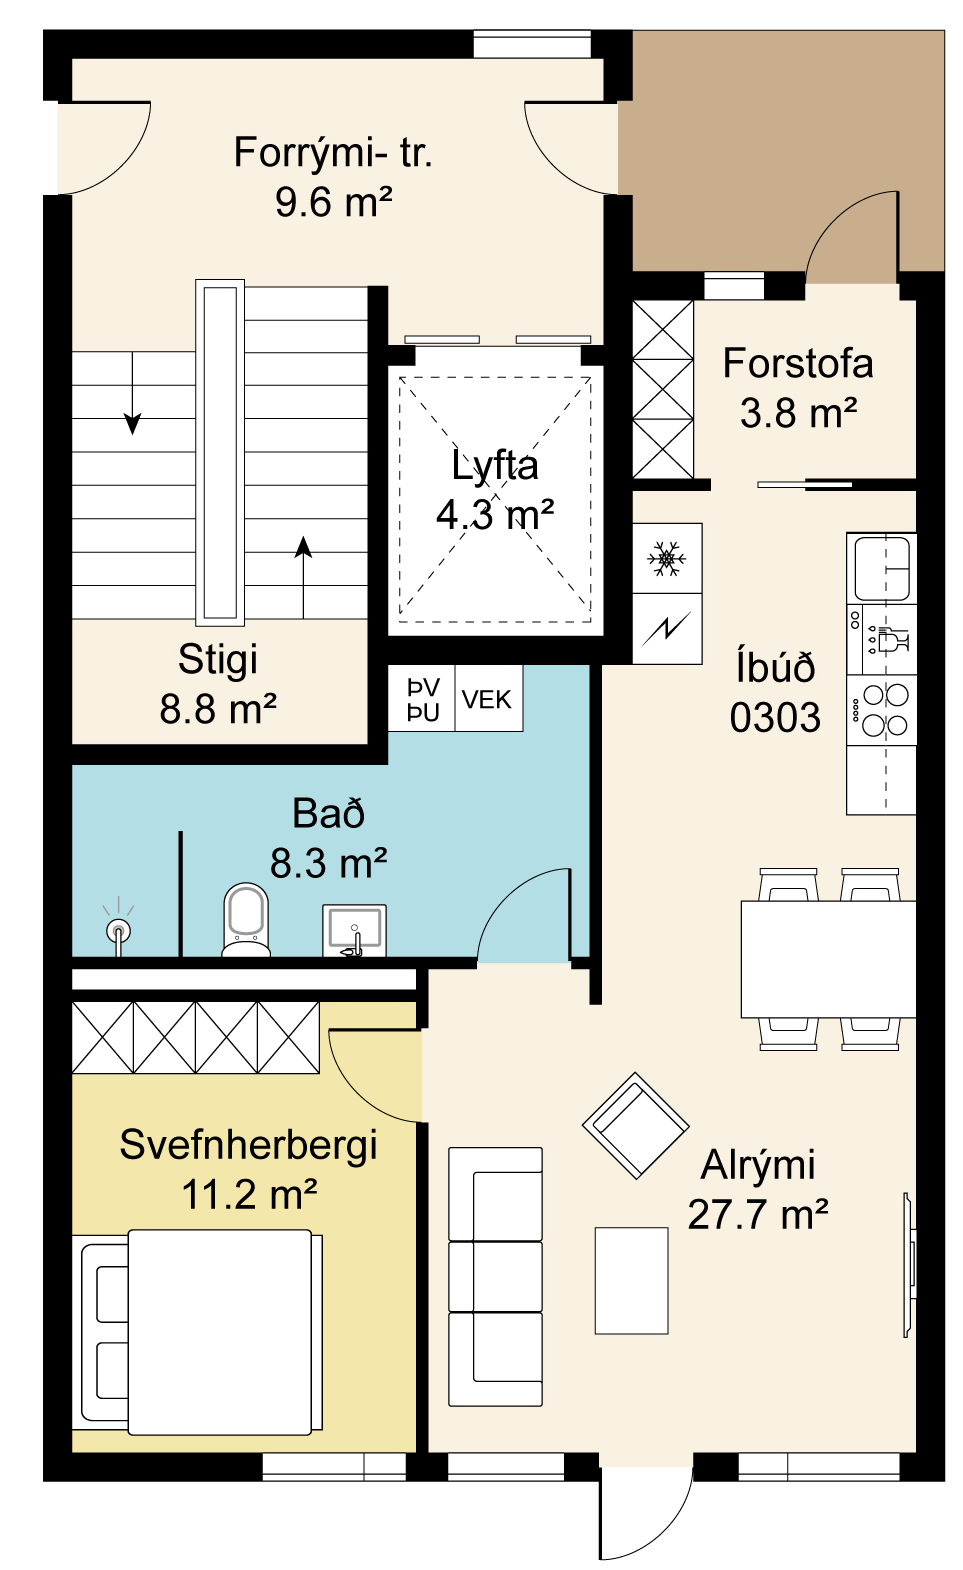 Forrými- tr.
9.6 m²
Forstofa
3.8 m²
Lyfta
4.3 m²
Stigi
8.8 m²
ÞV
ÞU
VEK
Íbúð
0303
Bað
8.3 m²
Svefnherbergi
11.2 m²
Alrými
27.7 m²